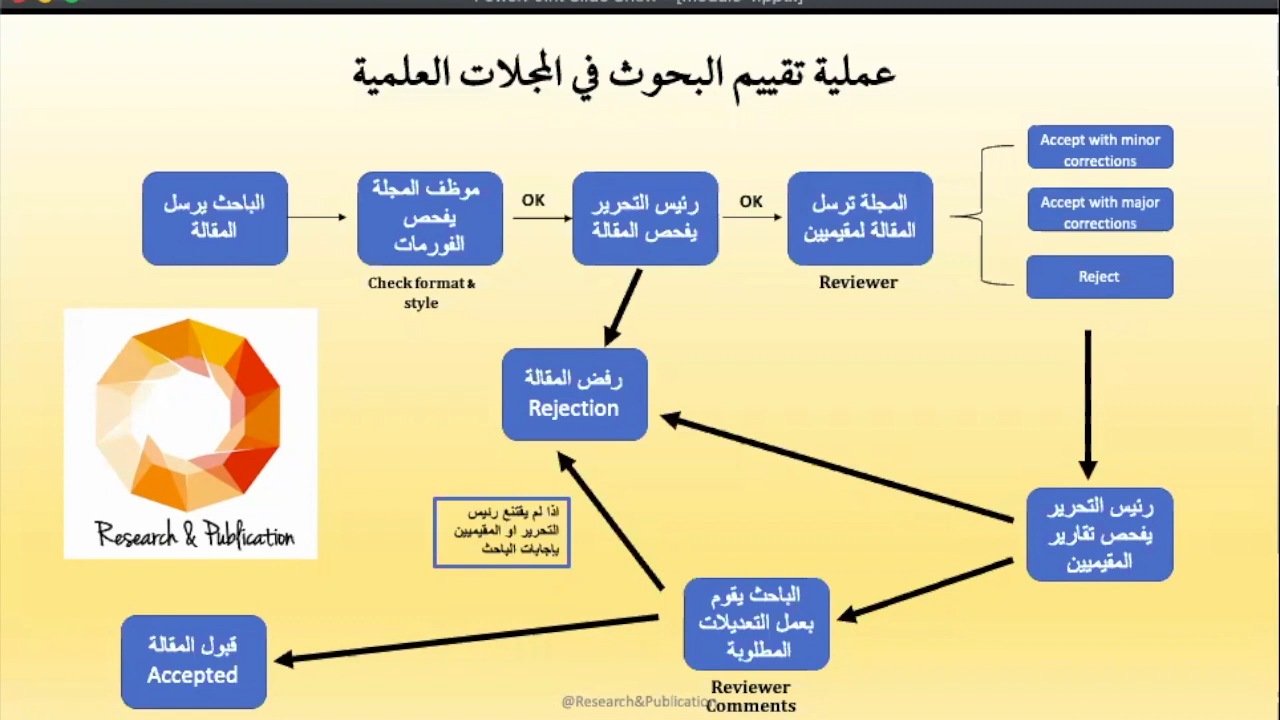 عملية تقييم البحوث في المجلات العلمية
الباحث يرسل
المقالة
موظف المجلة
يفحص
الفورمات
Check format &
style
OK
رئيس التحرير
يفحص المقالة
OK
المجلة ترسل
المقالة لمقيميين
Reviewer
Accept with minor
corrections
Accept with major
corrections
Reject
رفض المقالة
Rejection
Research & Publication
اذا لم يقتنع رئيس
التحرير او المقيميين
بإجابات الباحث
رئيس التحرير
يفحص تقارير
المقيميين
الباحث يقوم
بعمل التعديلات
المطلوبة
Reviewer
Comments
قبول المقالة
Accepted
@Research&Publication